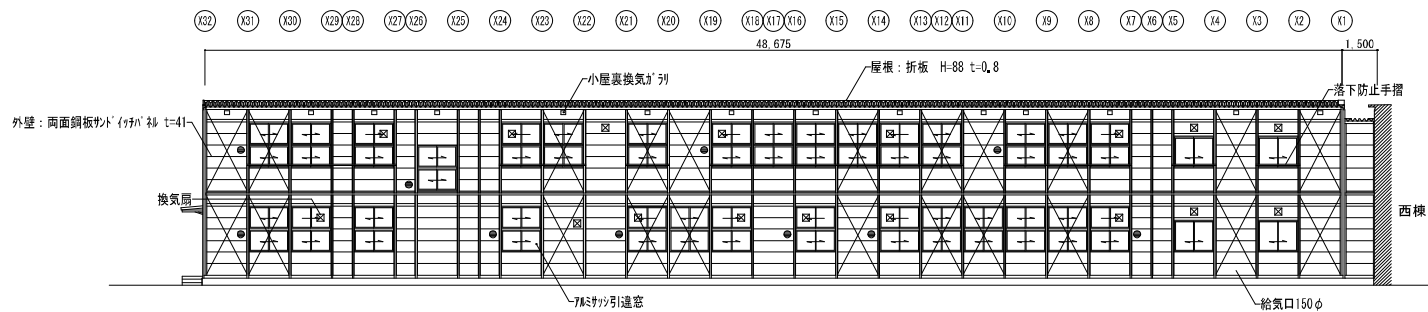 X32 X31 X30 X29 X28 X27 X26 X25 X24 X23 X22 X21 X20 X19 X18 X17 X16 X15 X14 X13 X12 X11 X10 X9 X8 X7 X6 X5 X4 X3 X2 X1
48,675 1,500
小屋裏換気ガラリ
屋根：折板 H=88 t=0.8
落下防止手摺
外壁：両面鋼板サンドイッチパネル t=41
換気扇
西棟
アルミサッシ引違窓
給気口150φ